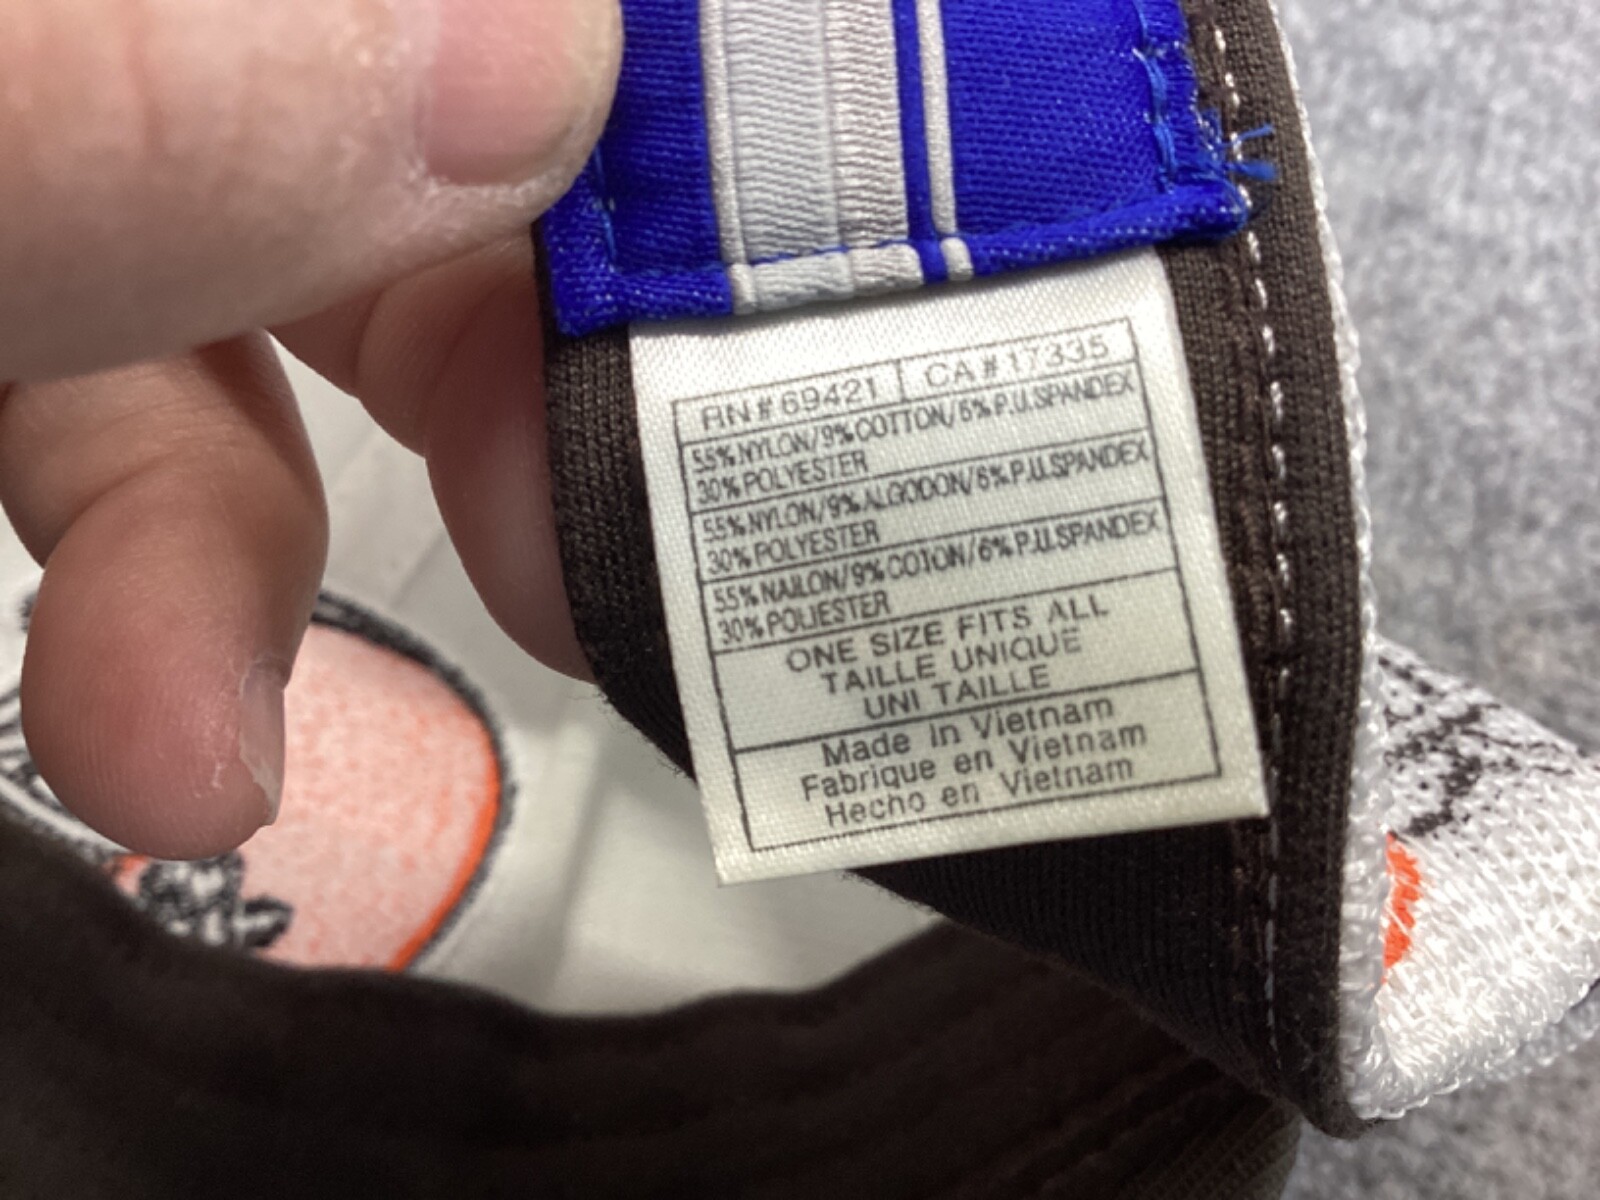 RN#69421 CA#17335
55%NYLON/9%COTTON/6%P.U.SPANDEX
30%POLYESTER
55%NYLON/9%ALGODON/6%P.U.SPANDEX
30%POLYESTER
55%NAILON/9%COTON/6%P.U.SPANDEX
30%POLIESTER
ONE SIZE FITS ALL
TAILLE UNIQUE
UNI TAILLE
Made in Vietnam
Fabrique en Vietnam
Hecho en Vietnam